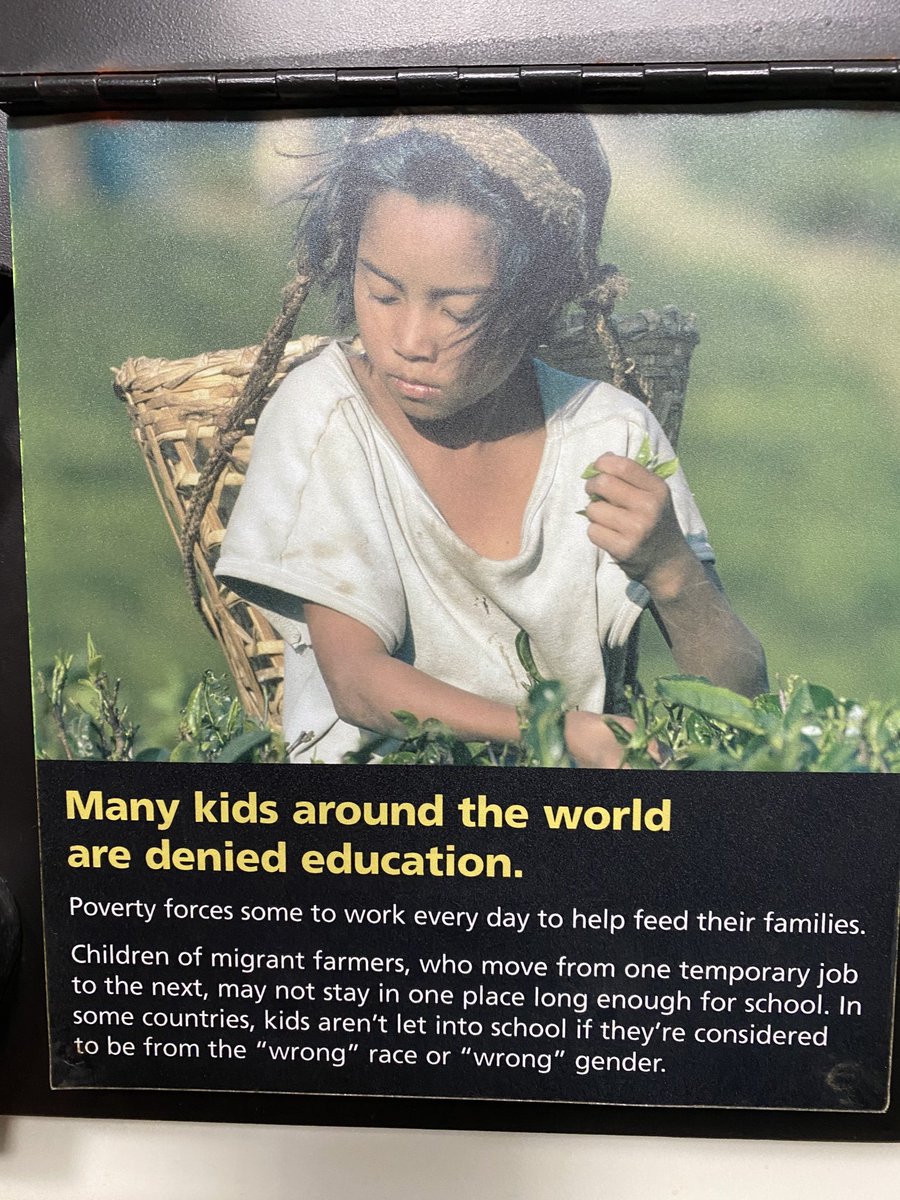 Many kids around the world
are denied education.
Poverty forces some to work every day to help feed their families.
Children of migrant farmers, who move from one temporary job
to the next, may not stay in one place long enough for school. In
some countries, kids aren’t let into school if they’re considered
to be from the “wrong” race or “wrong” gender.